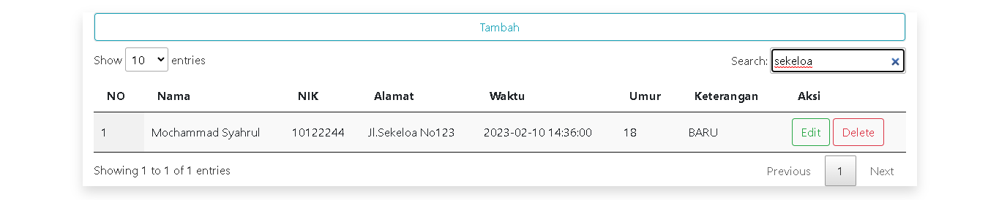 Tambah
Show 10 entries Search: sekeloa
NO Nama NIK Alamat Waktu Umur Keterangan Aksi
1 Mochammad Syahrul 10122244 Jl.Sekeloa No123 2023-02-10 14:36:00 18 BARU Edit Delete
Showing 1 to 1 of 1 entries Previous 1 Next